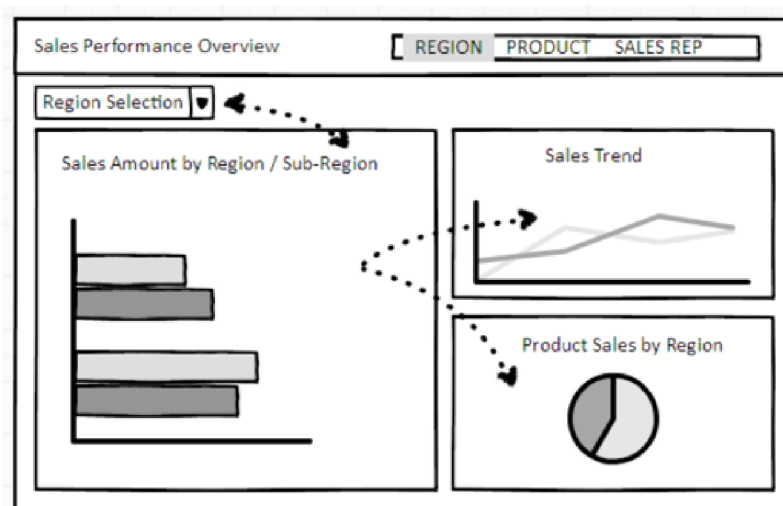 Sales Performance Overview
REGION PRODUCT SALES REP
Region Selection
Sales Amount by Region / Sub-Region
Sales Trend
Product Sales by Region